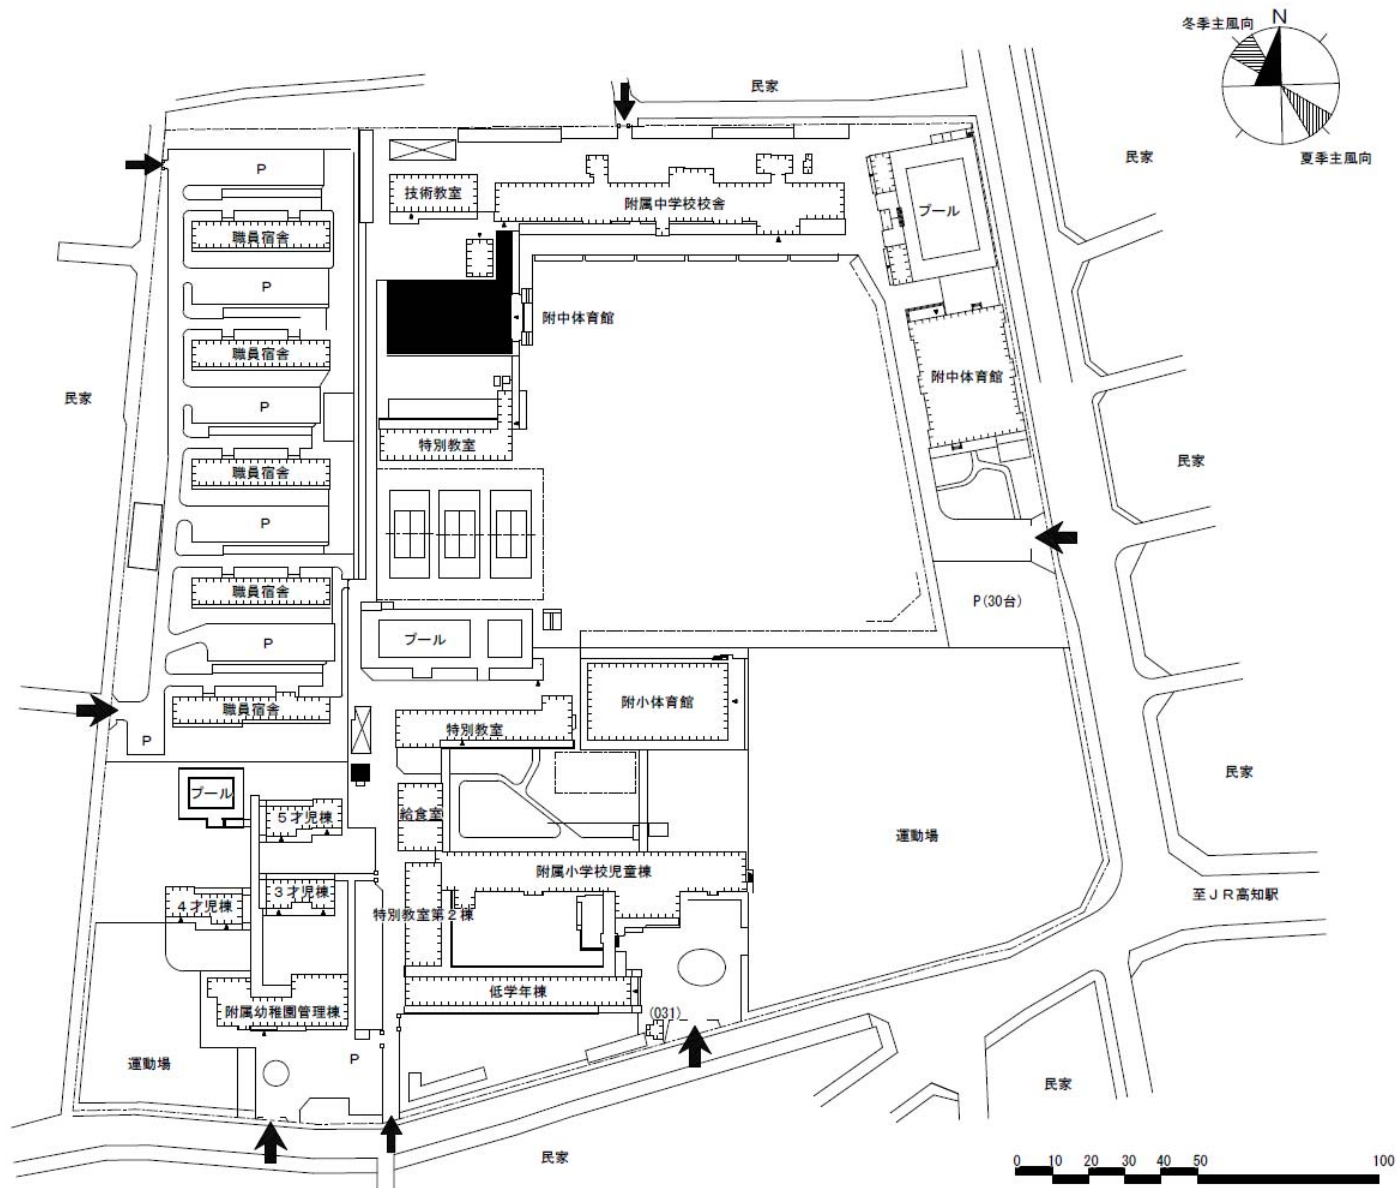 N
冬季主風向
夏季主風向
民家
民家
P
技術教室
附属中学校校舎
プール
職員宿舎
P
附中体育館
職員宿舎
附中体育館
民家
P
特別教室
民家
職員宿舎
P
職員宿舎
P(30台)
P
プール
附小体育館
職員宿舎
特別教室
P
民家
プール
5才児棟
給食室
運動場
附属小学校児童棟
3才児棟
4才児棟
特別教室第2棟
至JR高知駅
低学年棟
附属幼稚園管理棟
(031)
P
運動場
民家
民家
0 10 20 30 40 50 100